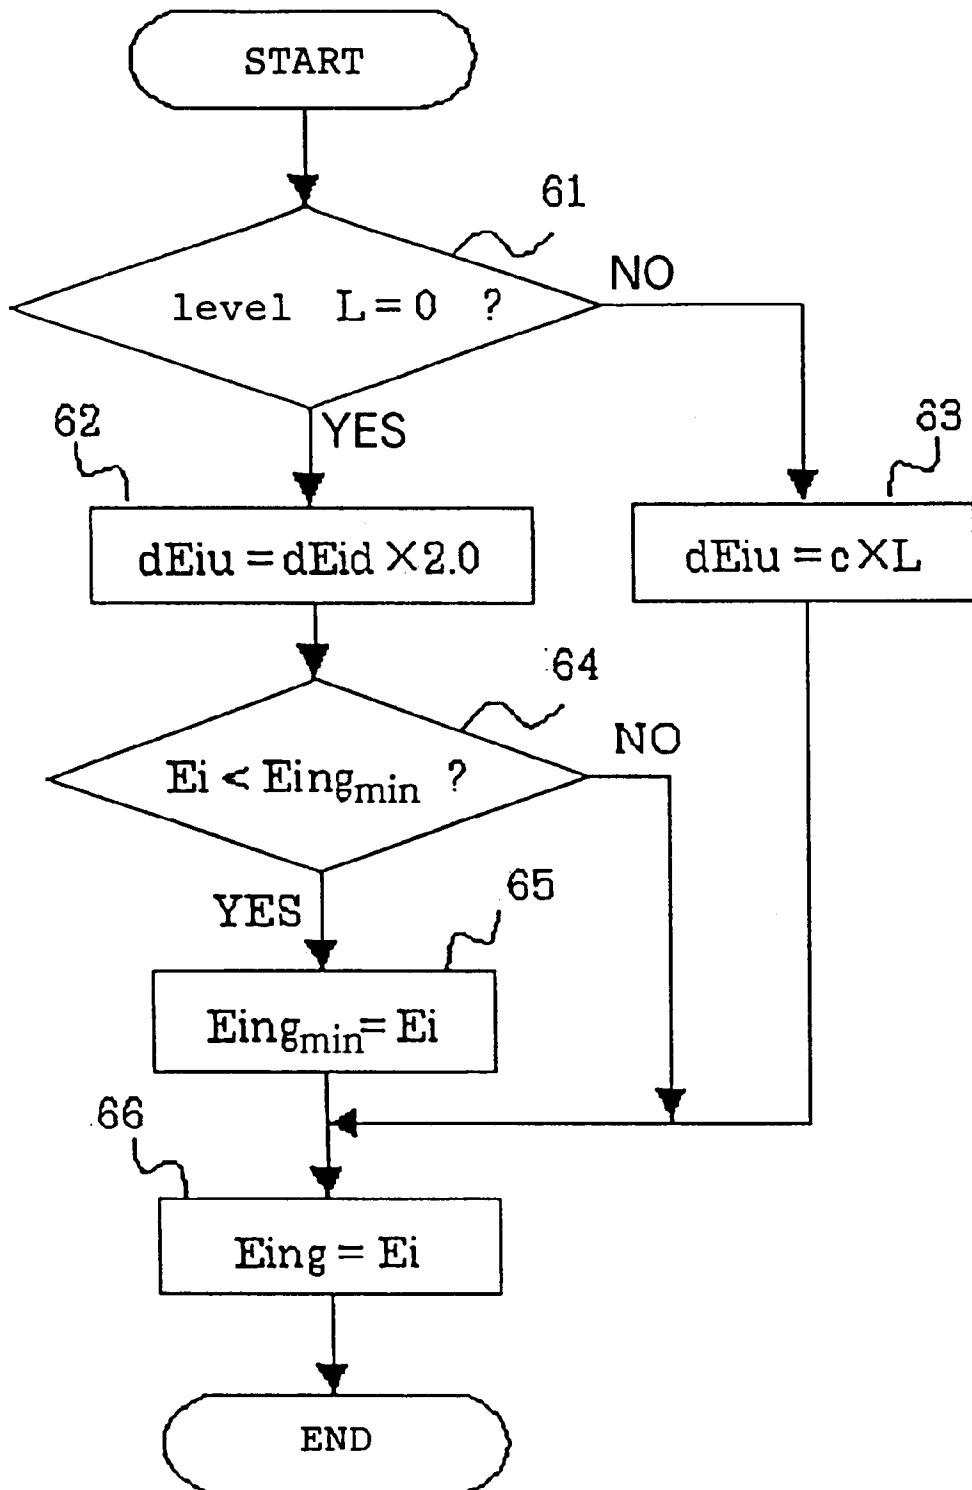 START
61
level L=0 ?
NO
YES
62
63
dEiu = dEid ×2.0
dEiu = c×L
64
Ei < Eingmin ?
NO
YES
65
Eingmin= Ei
66
Eing = Ei
END